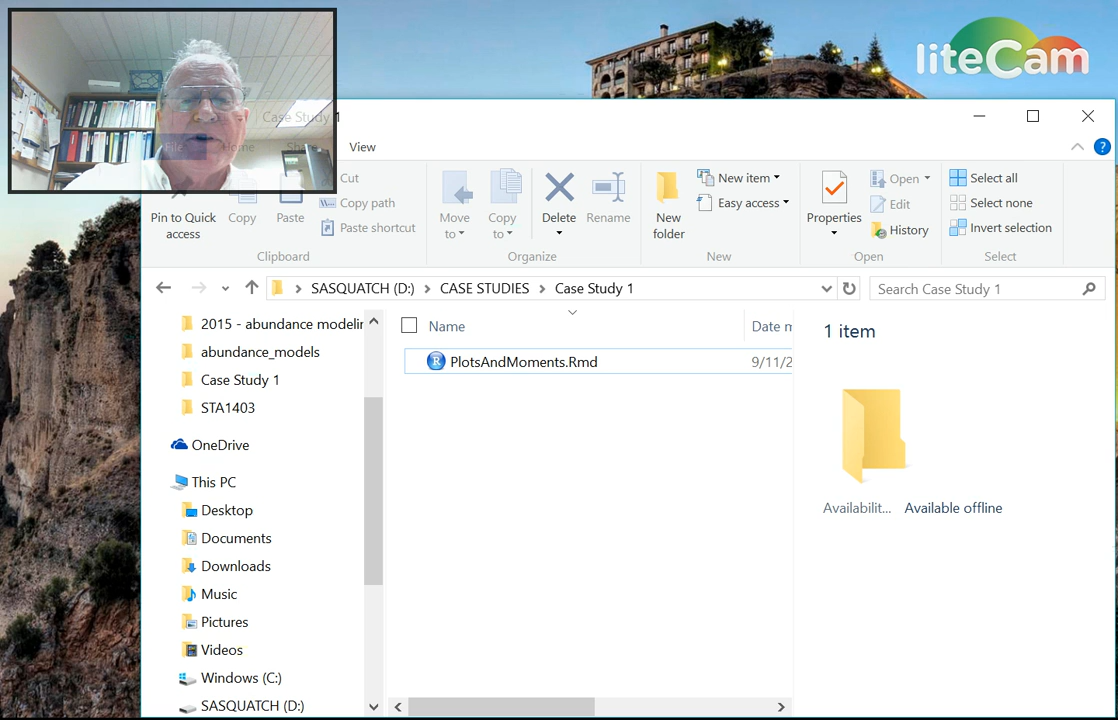 liteCam
Case Study 1
File Home Share View
Pin to Quick access
Copy
Paste
Cut
Copy path
Paste shortcut
Clipboard
Move to
Copy to
Delete
Rename
Organize
New folder
New item
Easy access
New
Properties
Open
Edit
History
Open
Select all
Select none
Invert selection
Select
SASQUATCH (D:) CASE STUDIES Case Study 1
Search Case Study 1
2015 - abundance modelin
abundance_models
Case Study 1
STA1403
OneDrive
This PC
Desktop
Documents
Downloads
Music
Pictures
Videos
Windows (C:)
SASQUATCH (D:)
Name Date m
PlotsAndMoments.Rmd 9/11/2
1 item
Availabilit... Available offline